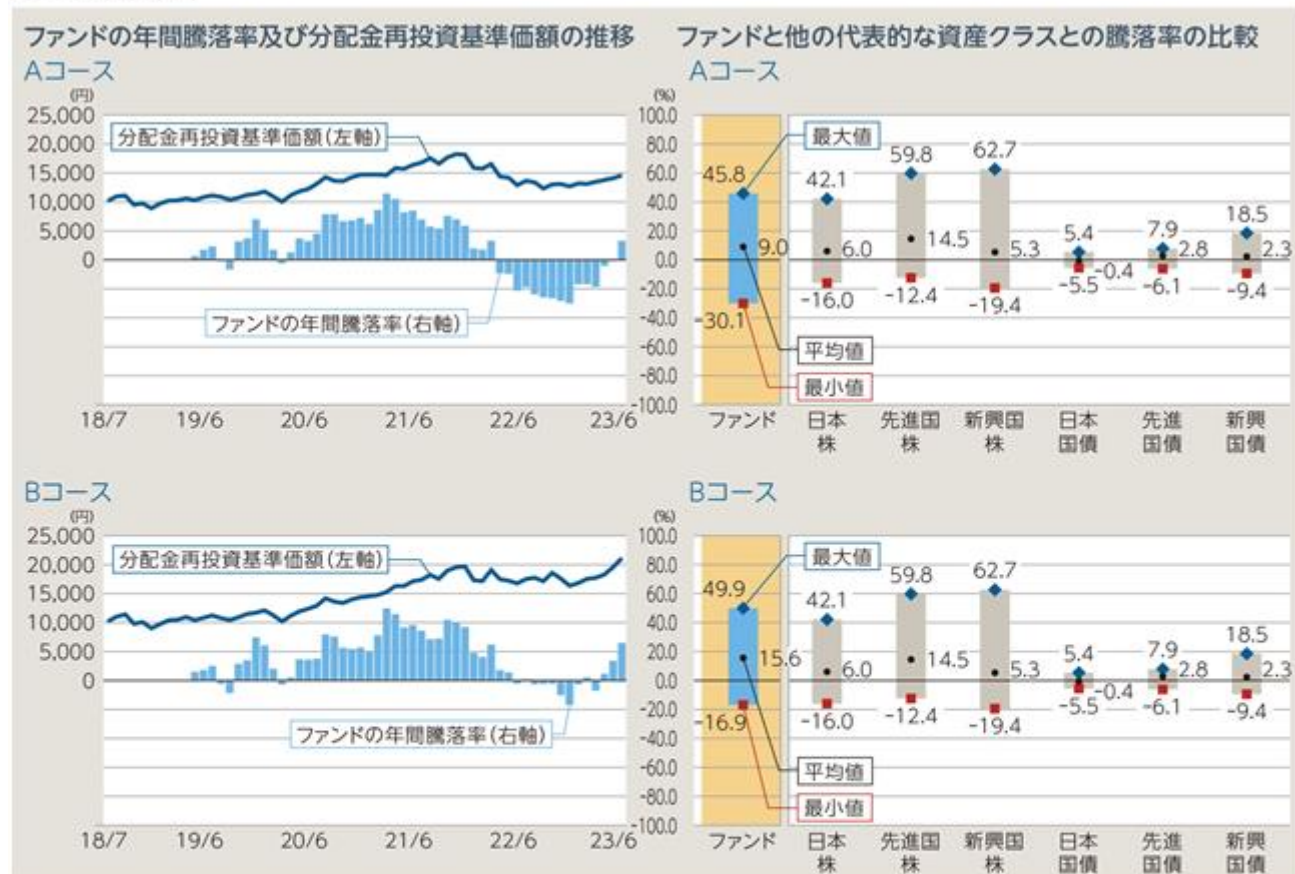 ファンドの年間騰落率及び分配金再投資基準価額の推移
Aコース
(円)
25,000
20,000
15,000
10,000
5,000
0
分配金再投資基準価額(左軸)
ファンドの年間騰落率(右軸)
18/7 19/6 20/6 21/6 22/6 23/6
ファンドと他の代表的な資産クラスとの騰落率の比較
Aコース
(%)
100.0
80.0
60.0
40.0
20.0
0.0
-20.0
-40.0
-60.0
-80.0
-100.0
最大値
平均値
最小値
45.8 42.1 59.8 62.7 5.4 7.9 18.5
9.0 6.0 14.5 5.3 -0.4 2.8 2.3
-30.1 -16.0 -12.4 -19.4 -5.5 -6.1 -9.4
ファンド 日本株 先進国株 新興国株 日本国債 先進国債 新興国債
Bコース
(円)
25,000
20,000
15,000
10,000
5,000
0
分配金再投資基準価額(左軸)
ファンドの年間騰落率(右軸)
18/7 19/6 20/6 21/6 22/6 23/6
Bコース
(%)
100.0
80.0
60.0
40.0
20.0
0.0
-20.0
-40.0
-60.0
-80.0
-100.0
最大値
平均値
最小値
49.9 42.1 59.8 62.7 5.4 7.9 18.5
15.6 6.0 14.5 5.3 -0.4 2.8 2.3
-16.9 -16.0 -12.4 -19.4 -5.5 -6.1 -9.4
ファンド 日本株 先進国株 新興国株 日本国債 先進国債 新興国債